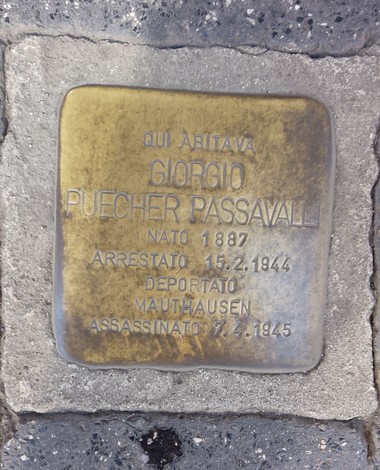 QUI ABITAVA
GIORGIO
PUECHER PASSAVALLI
NATO 1887
ARRESTATO 15.2.1944
DEPORTATO
MAUTHAUSEN
ASSASSINATO 7.4.1945